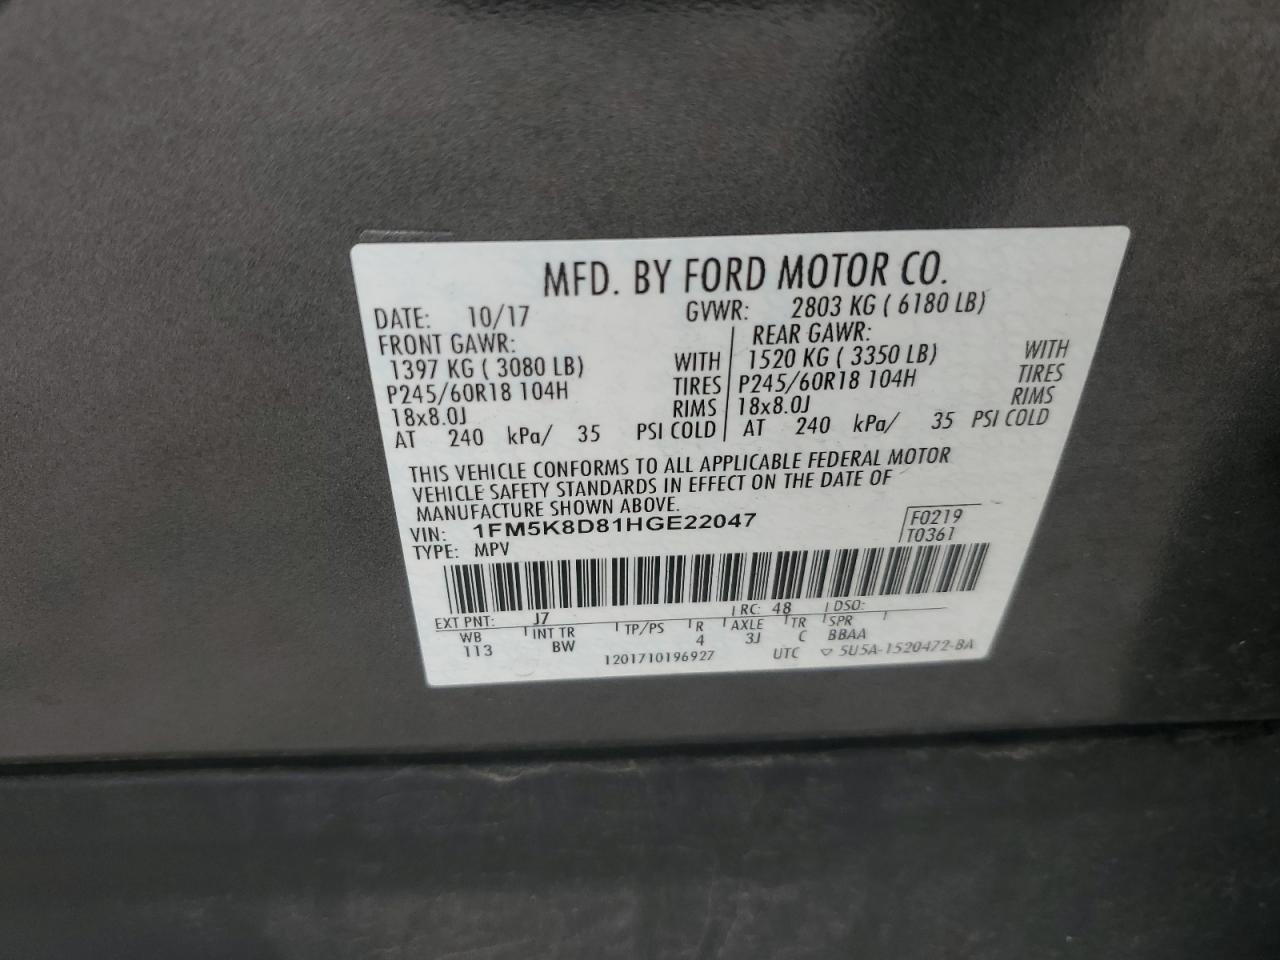 MFD. BY FORD MOTOR CO.
DATE: 10/17 GVWR: 2803 KG ( 6180 LB)
FRONT GAWR: REAR GAWR:
1397 KG ( 3080 LB) WITH 1520 KG ( 3350 LB) WITH
P245/60R18 104H TIRES P245/60R18 104H TIRES
18x8.0J RIMS 18x8.0J RIMS
AT 240 kPa/ 35 PSI COLD AT 240 kPa/ 35 PSI COLD
THIS VEHICLE CONFORMS TO ALL APPLICABLE FEDERAL MOTOR
VEHICLE SAFETY STANDARDS IN EFFECT ON THE DATE OF
MANUFACTURE SHOWN ABOVE.
VIN: 1FM5K8D81HGE22047 F0219
TYPE: MPV T0361
EXT PNT: J7 RC: 48 DSO:
WB INT TR TP/PS R AXLE TR SPR
113 BW 4 3J C BBAA
1201710196927 UTC ▽ 5U5A-1520472-BA